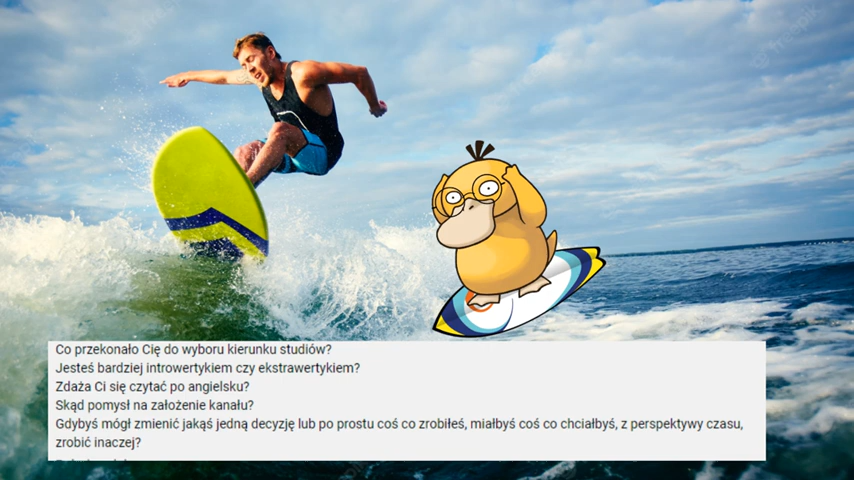 Co przekonało Cię do wyboru kierunku studiów?
Jesteś bardziej introwertykiem czy ekstrawertykiem?
Zdaża Ci się czytać po angielsku?
Skąd pomysł na założenie kanału?
Gdybyś mógł zmienić jakąś jedną decyzję lub po prostu coś co zrobiłeś, miałbyś coś co chciałbyś, z perspektywy czasu,
zrobić inaczej?